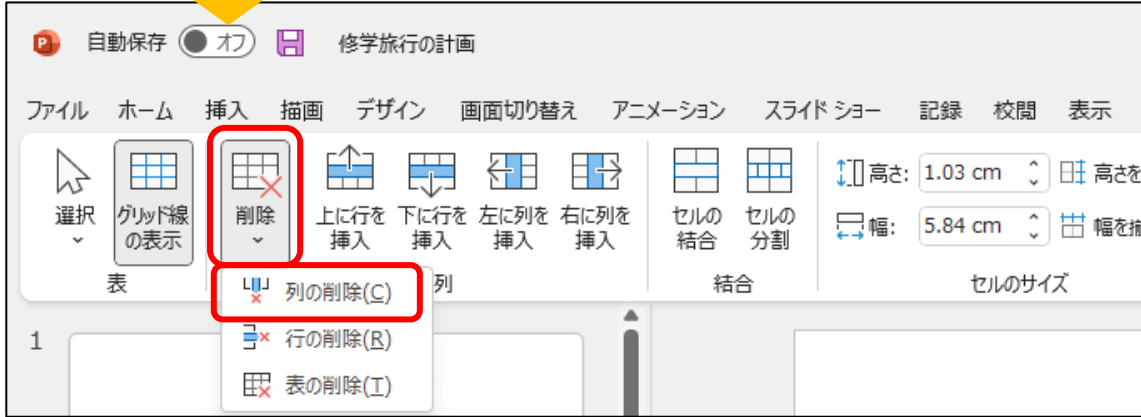 P 自動保存 オフ 修学旅行の計画
ファイル ホーム 挿入 描画 デザイン 画面切り替え アニメーション スライド ショー 記録 校閲 表示
選択 グリッド線の表示 削除 上に行を挿入 下に行を挿入 左に列を挿入 右に列を挿入 セルの結合 セルの分割
高さ: 1.03 cm 高さを
幅: 5.84 cm 幅を
表 列 結合 セルのサイズ
列の削除(C)
行の削除(R)
表の削除(T)
1